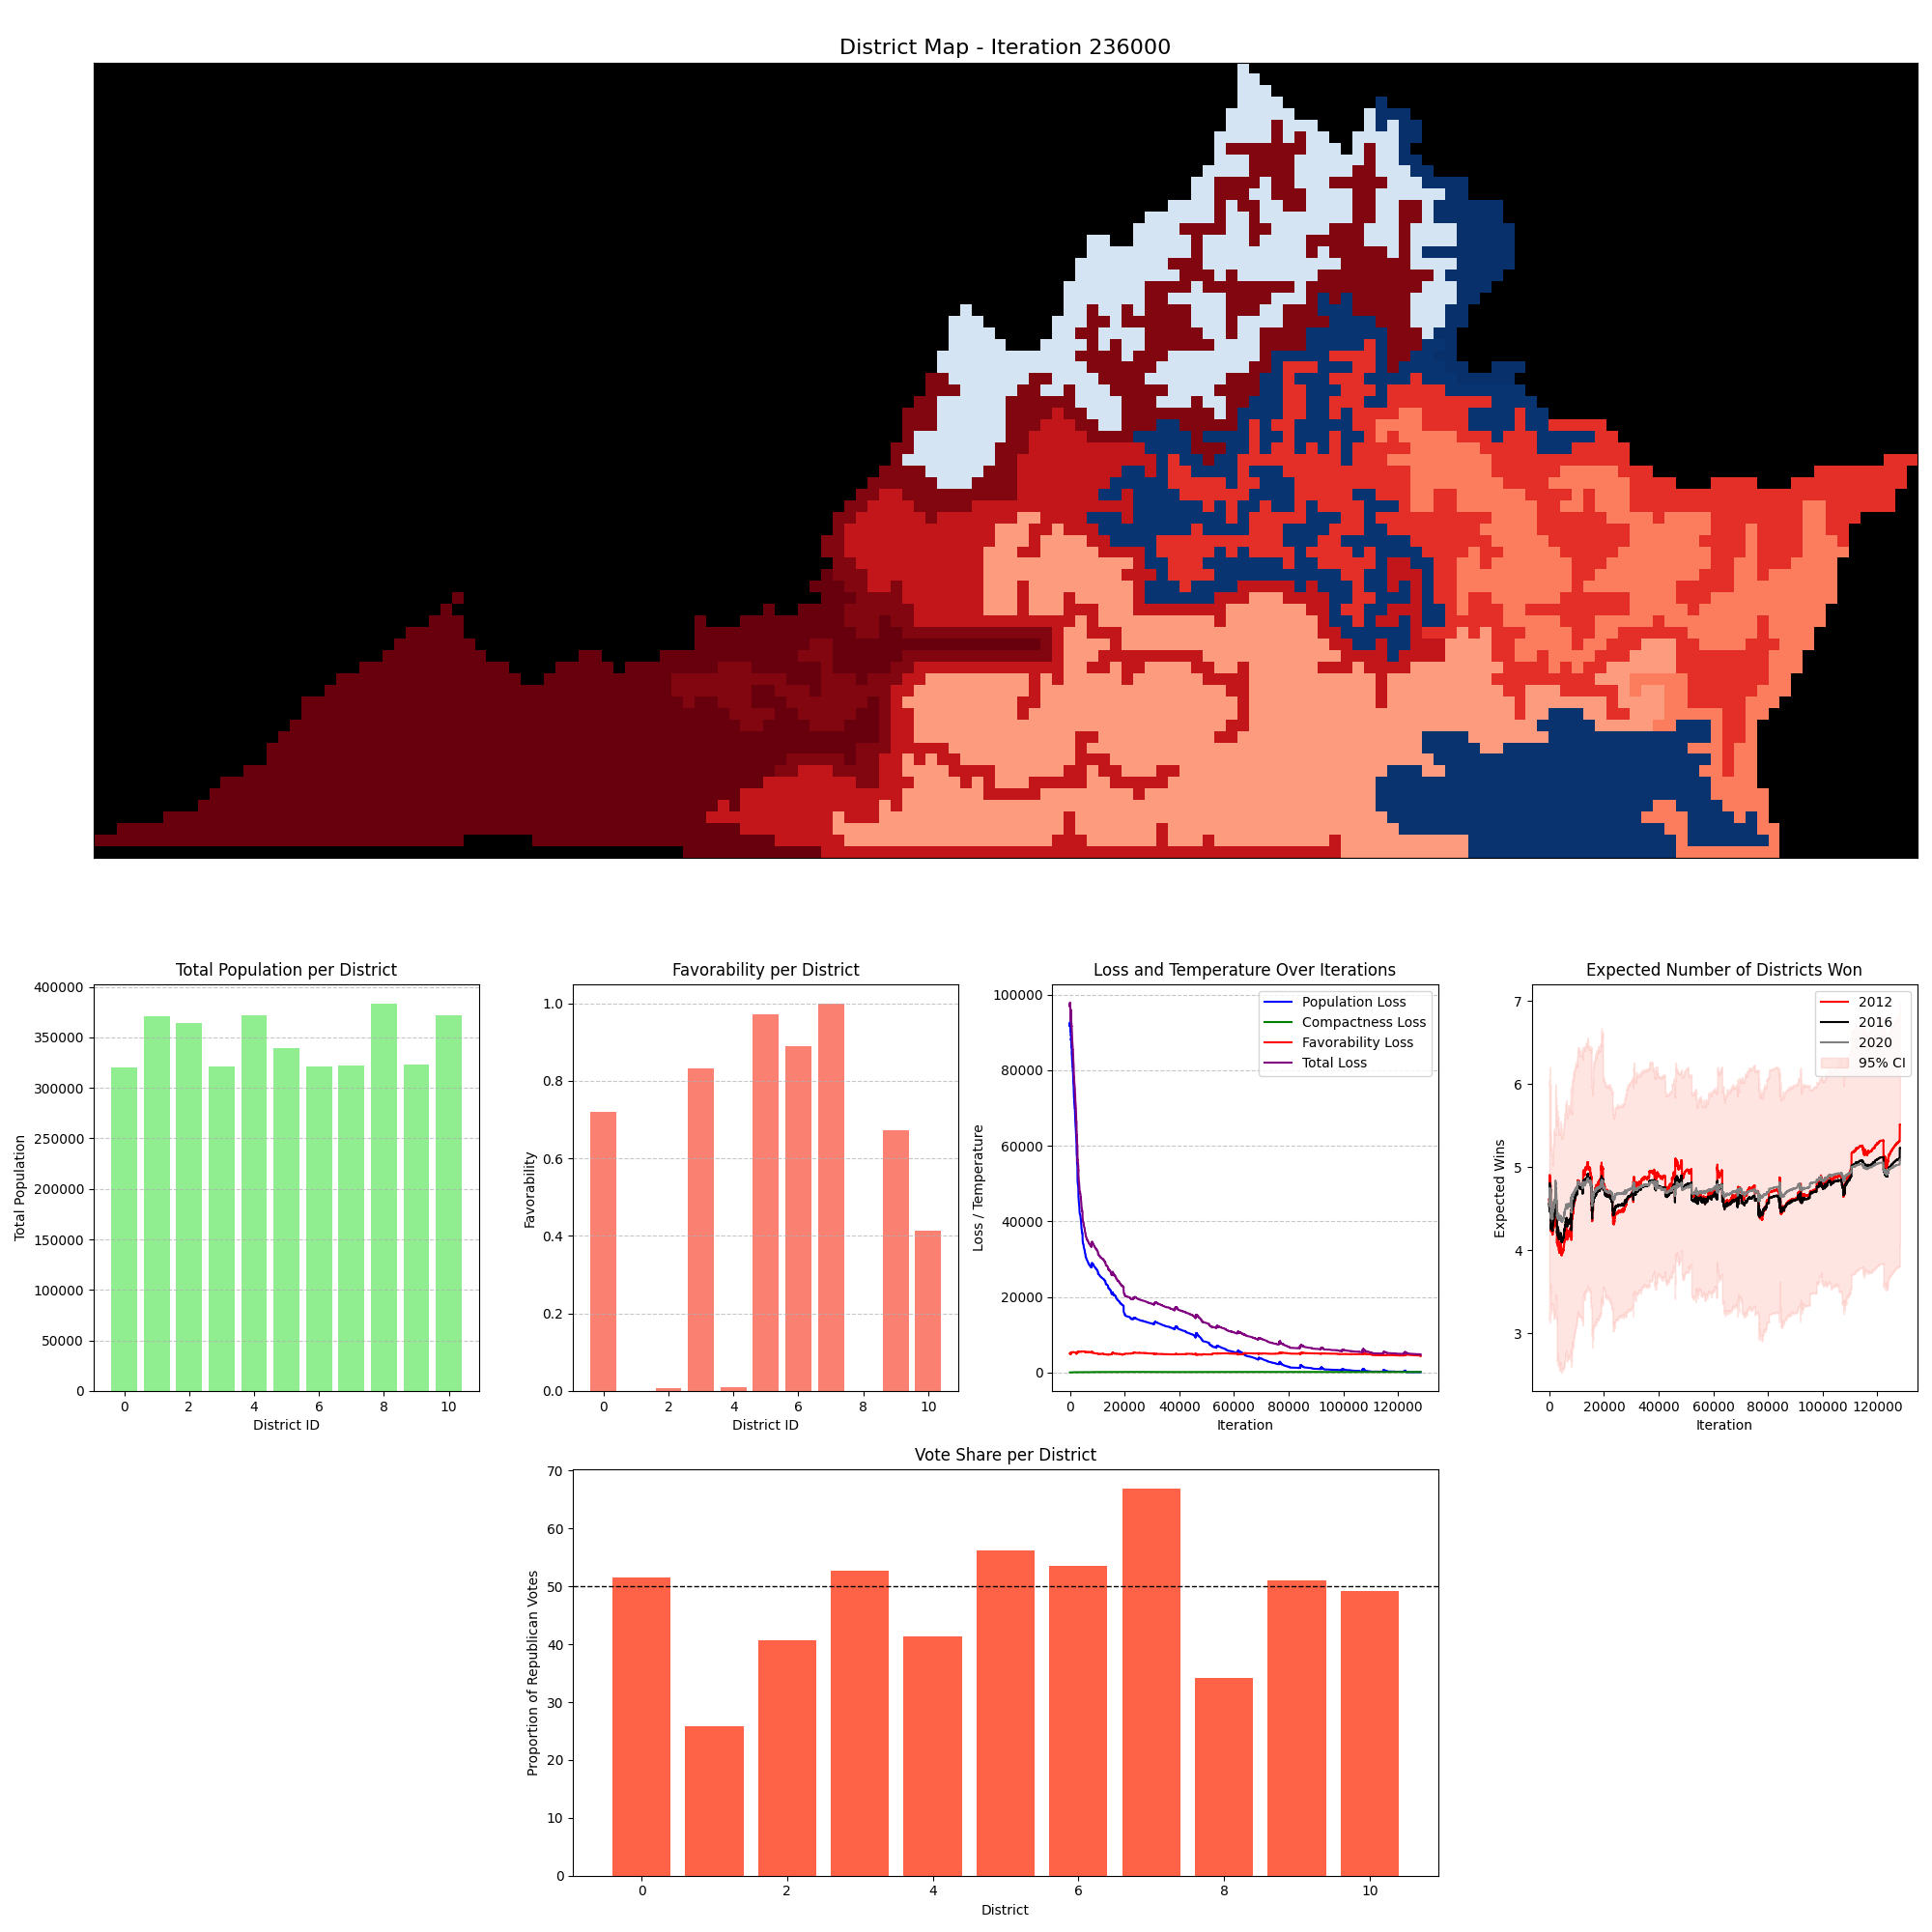 District Map - Iteration 236000
Total Population per District
Total Population
400000
350000
300000
250000
200000
150000
100000
50000
0
0 2 4 6 8 10
District ID
Favorability per District
Favorability
1.0
0.8
0.6
0.4
0.2
0.0
0 2 4 6 8 10
District ID
Loss and Temperature Over Iterations
Loss / Temperature
100000
80000
60000
40000
20000
0
Population Loss
Compactness Loss
Favorability Loss
Total Loss
0 20000 40000 60000 80000 100000 120000
Iteration
Expected Number of Districts Won
Expected Wins
7
6
5
4
3
2012
2016
2020
95% CI
0 20000 40000 60000 80000 100000 120000
Iteration
Vote Share per District
Proportion of Republican Votes
70
60
50
40
30
20
10
0
0 2 4 6 8 10
District